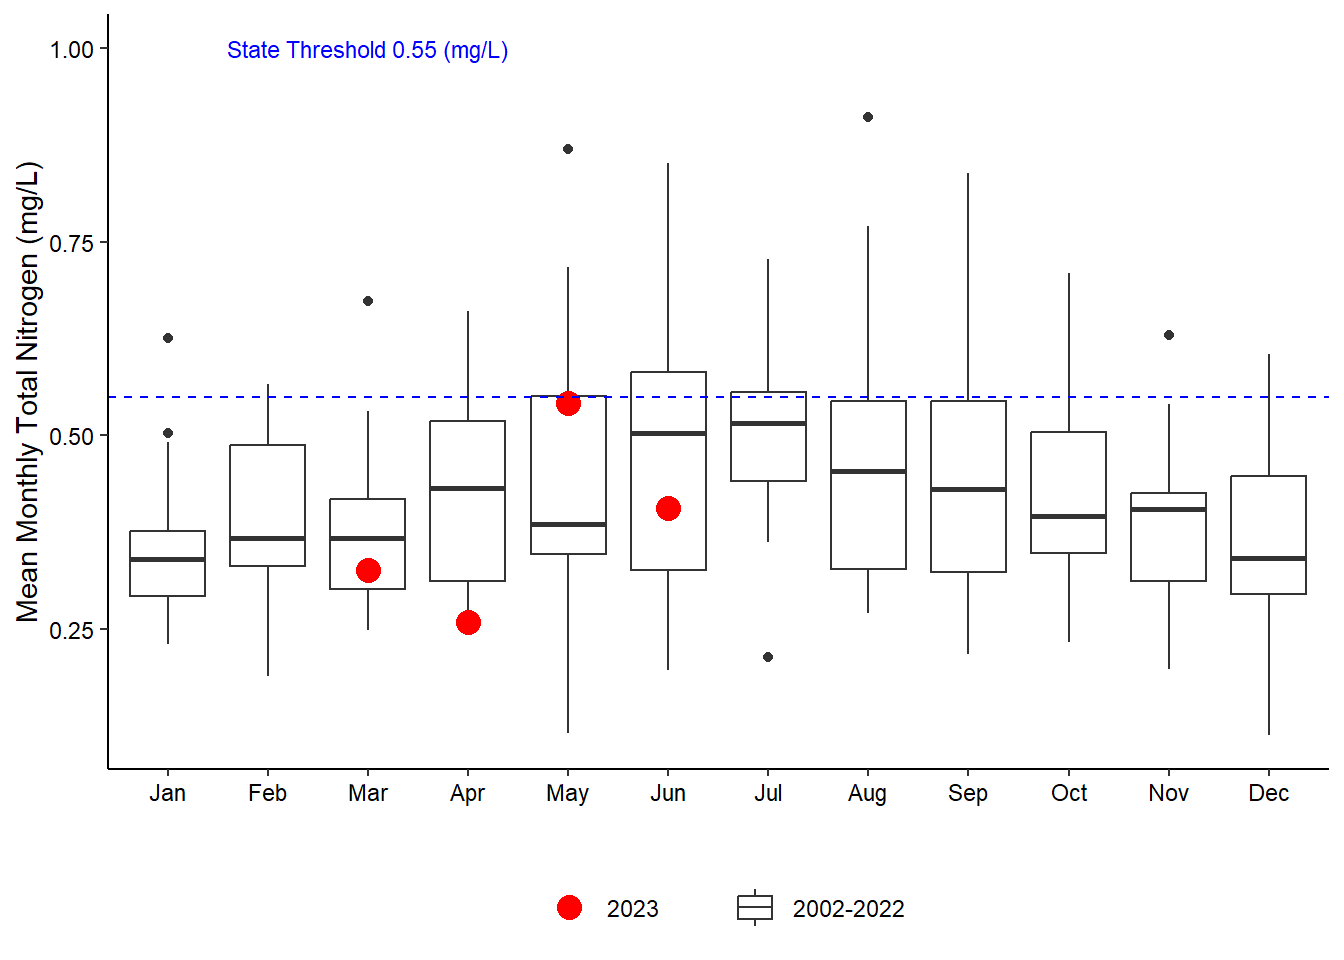 State Threshold 0.55 (mg/L)
Mean Monthly Total Nitrogen (mg/L)
1.00
0.75
0.50
0.25
Jan Feb Mar Apr May Jun Jul Aug Sep Oct Nov Dec
2023 2002-2022